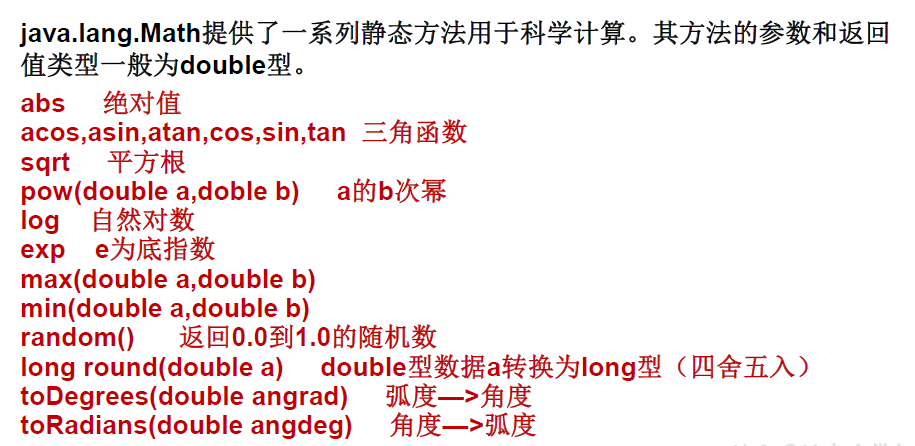 java.lang.Math提供了一系列静态方法用于科学计算。其方法的参数和返回
值类型一般为double型。
abs 绝对值
acos,asin,atan,cos,sin,tan 三角函数
sqrt 平方根
pow(double a,doble b) a的b次幂
log 自然对数
exp e为底指数
max(double a,double b)
min(double a,double b)
random() 返回0.0到1.0的随机数
long round(double a) double型数据a转换为long型（四舍五入）
toDegrees(double angrad) 弧度—>角度
toRadians(double angdeg) 角度—>弧度